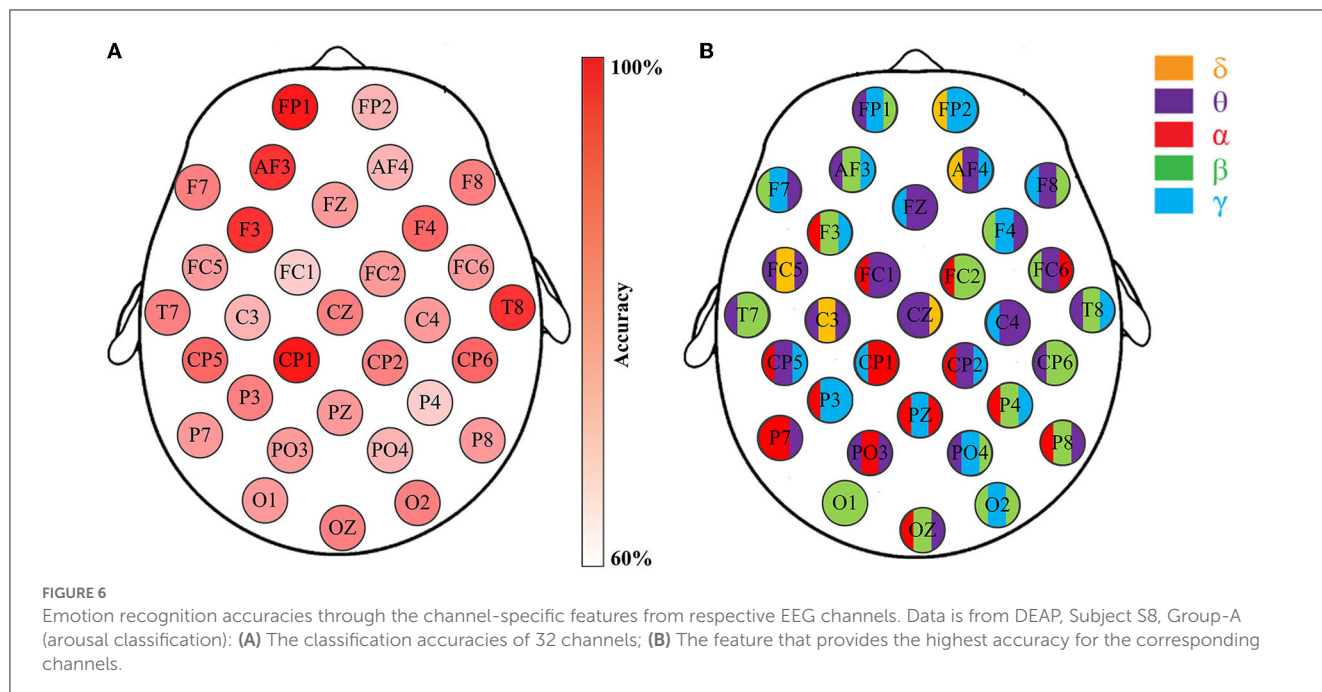 A
FP1 FP2
AF3 AF4
F7 F8
FZ
F3 F4
FC5 FC1 FC2 FC6
T7 C3 CZ C4 T8
CP5 CP1 CP2 CP6
P3 PZ P4
P7 PO3 PO4 P8
O1 OZ O2
100%
Accuracy
60%
B
FP1 FP2
AF3 AF4
F7 F8
FZ
F3 F4
FC5 FC1 FC2 FC6
T7 C3 CZ C4 T8
CP5 CP1 CP2 CP6
P3 PZ P4
P7 PO3 PO4 P8
O1 OZ O2
δ
θ
α
β
γ
FIGURE 6
Emotion recognition accuracies through the channel-specific features from respective EEG channels. Data is from DEAP, Subject S8, Group-A
(arousal classification): (A) The classification accuracies of 32 channels; (B) The feature that provides the highest accuracy for the corresponding
channels.